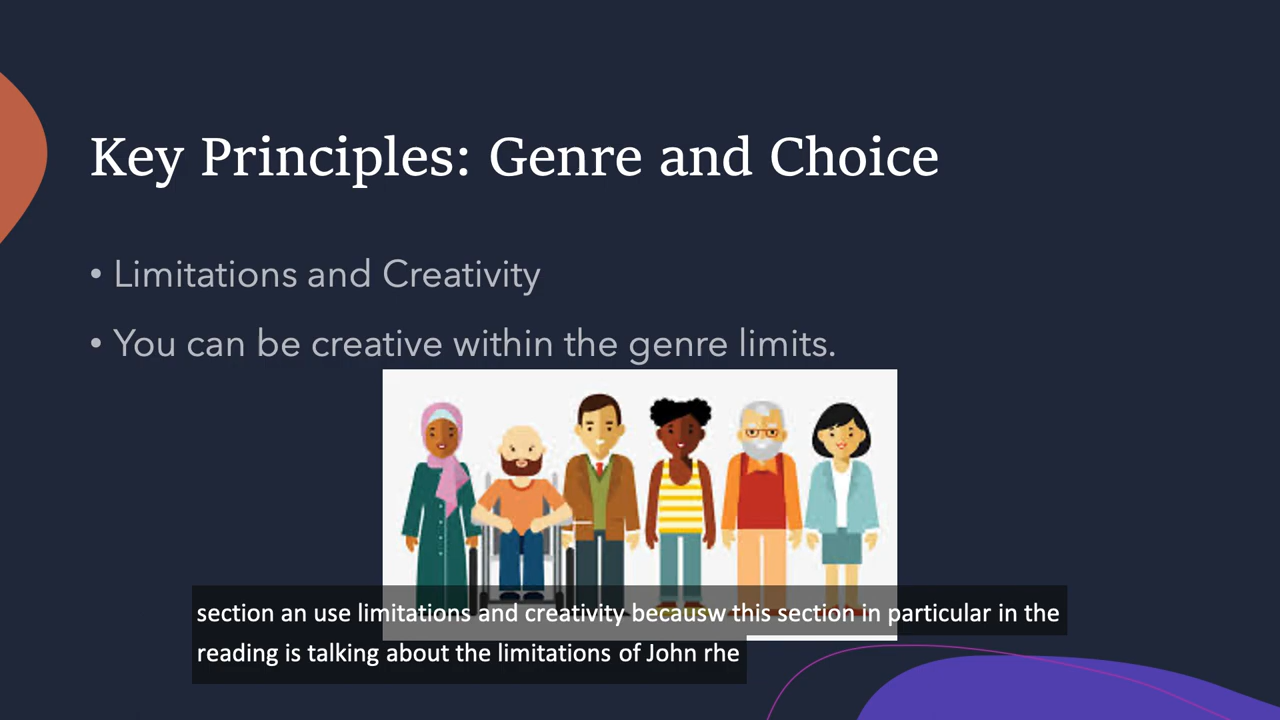 Key Principles: Genre and Choice
• Limitations and Creativity
• You can be creative within the genre limits.
section an use limitations and creativity becausw this section in particular in the
reading is talking about the limitations of John rhe